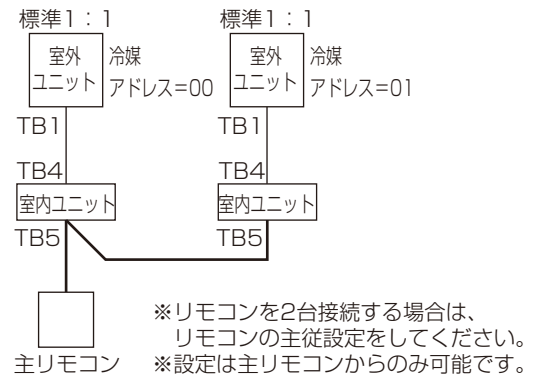 標準1：1
標準1：1
室外
ユニット
冷媒
アドレス=00
室外
ユニット
冷媒
アドレス=01
TB1
TB1
TB4
TB4
室内ユニット
室内ユニット
TB5
TB5
主リモコン
※リモコンを2台接続する場合は、
リモコンの主従設定をしてください。
※設定は主リモコンからのみ可能です。